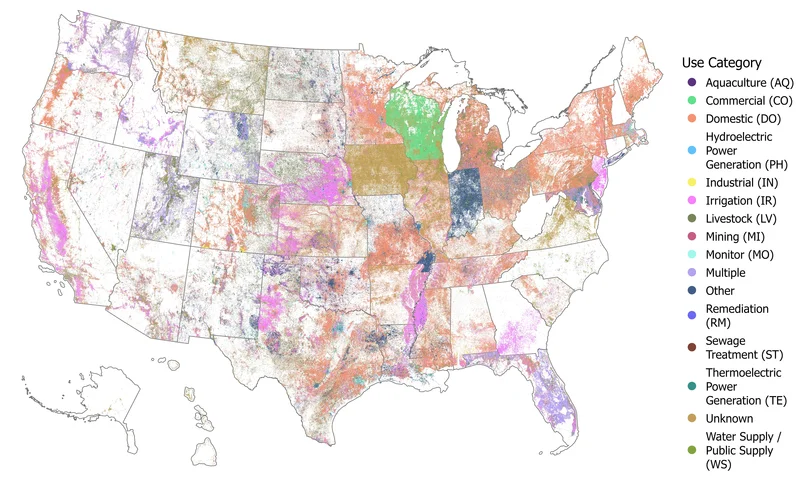 Use Category
Aquaculture (AQ)
Commercial (CO)
Domestic (DO)
Hydroelectric
Power
Generation (PH)
Industrial (IN)
Irrigation (IR)
Livestock (LV)
Mining (MI)
Monitor (MO)
Multiple
Other
Remediation
(RM)
Sewage
Treatment (ST)
Thermoelectric
Power
Generation (TE)
Unknown
Water Supply /
Public Supply
(WS)